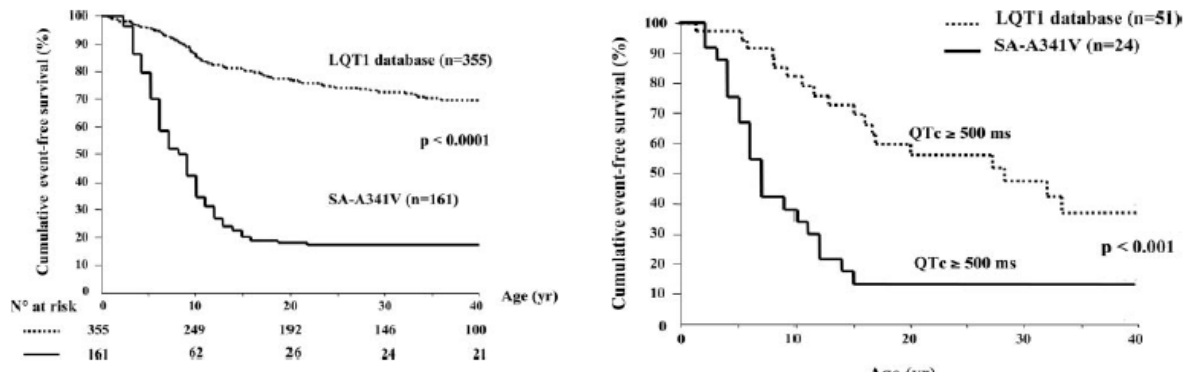 Cumulative event-free survival (%)
100
90
80
70
60
50
40
30
20
10
0
LQT1 database (n=355)
p < 0.0001
SA-A341V (n=161)
0
10
20
30
40
Age (yr)
N° at risk
355 249 192 146 100
161 62 26 24 21
LQT1 database (n=51)
SA-A341V (n=24)
Cumulative event-free survival (%)
100
90
80
70
60
50
40
30
20
10
0
QTc ≥ 500 ms
p < 0.001
QTc ≥ 500 ms
0 10 20 30 40